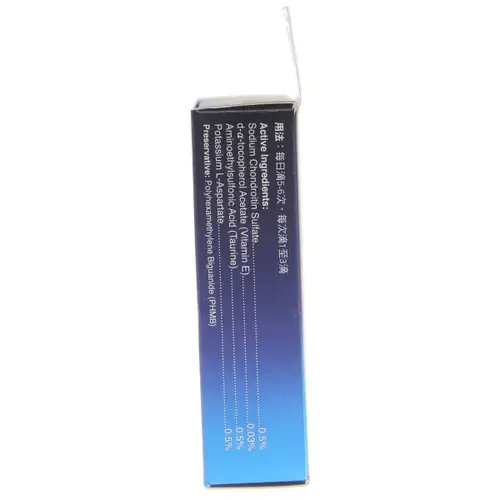 用法：每日滴5-6次，每次滴1至3滴
Active Ingredients:
Sodium Chondroitin Sulfate..............................0.5%
d-α-tocopherol Acetate (Vitamin E)..............................0.03%
Aminoethylsulfonic Acid (Taurine)..............................0.5%
Potassium L-Aspartate..............................0.5%
Preservative: Polyhexamethylene Biguanide (PHMB)